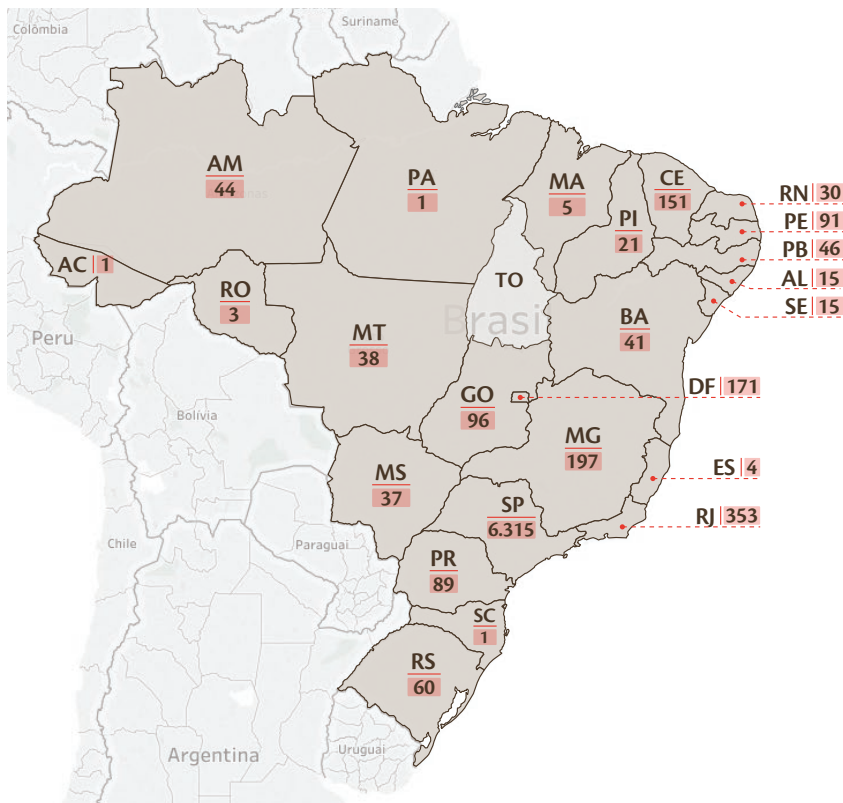 Colômbia
Suriname
AM
44
PA
1
MA
5
CE
151
PI
21
RN 30
PE 91
PB 46
AL 15
SE 15
AC 1
RO
3
TO
Brasil
BA
41
MT
38
Peru
DF 171
GO
96
Bolívia
MG
197
ES 4
MS
37
SP
6.315
RJ 353
Chile
Paraguai
PR
89
SC
1
RS
60
Argentina
Uruguai